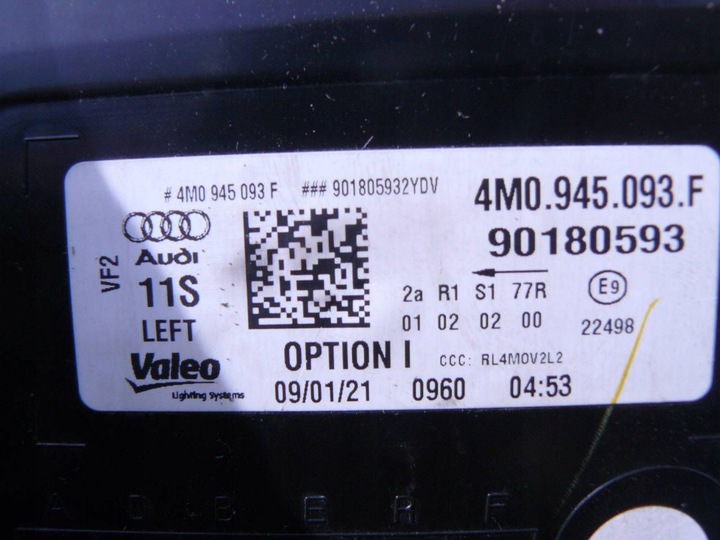 # 4M0 945 093 F ### 901805932YDV 4M0.945.093.F
90180593
Audi
VF2
11S
LEFT
2a R1 S1 77R E9
01 02 02 00 22498
Valeo
Lighting Systems
OPTION I CCC: RL4MOV2L2
09/01/21 0960 04:53
A D B E R F